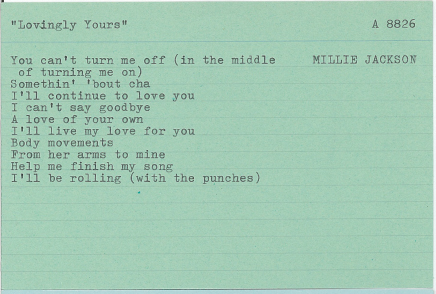 "Lovingly Yours" A 8826
You can't turn me off (in the middle MILLIE JACKSON
of turning me on)
Somethin' 'bout cha
I'll continue to love you
I can't say goodbye
A love of your own
I'll live my love for you
Body movements
From her arms to mine
Help me finish my song
I'll be rolling (with the punches)